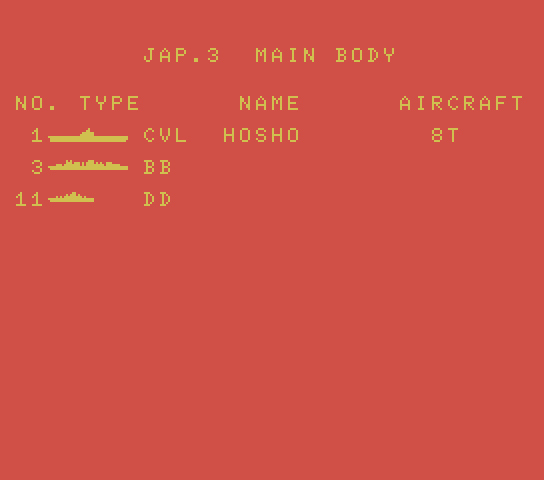 JAP.3 MAIN BODY
NO. TYPE NAME AIRCRAFT
1 CVL HOSHO 8T
3 BB
11 DD